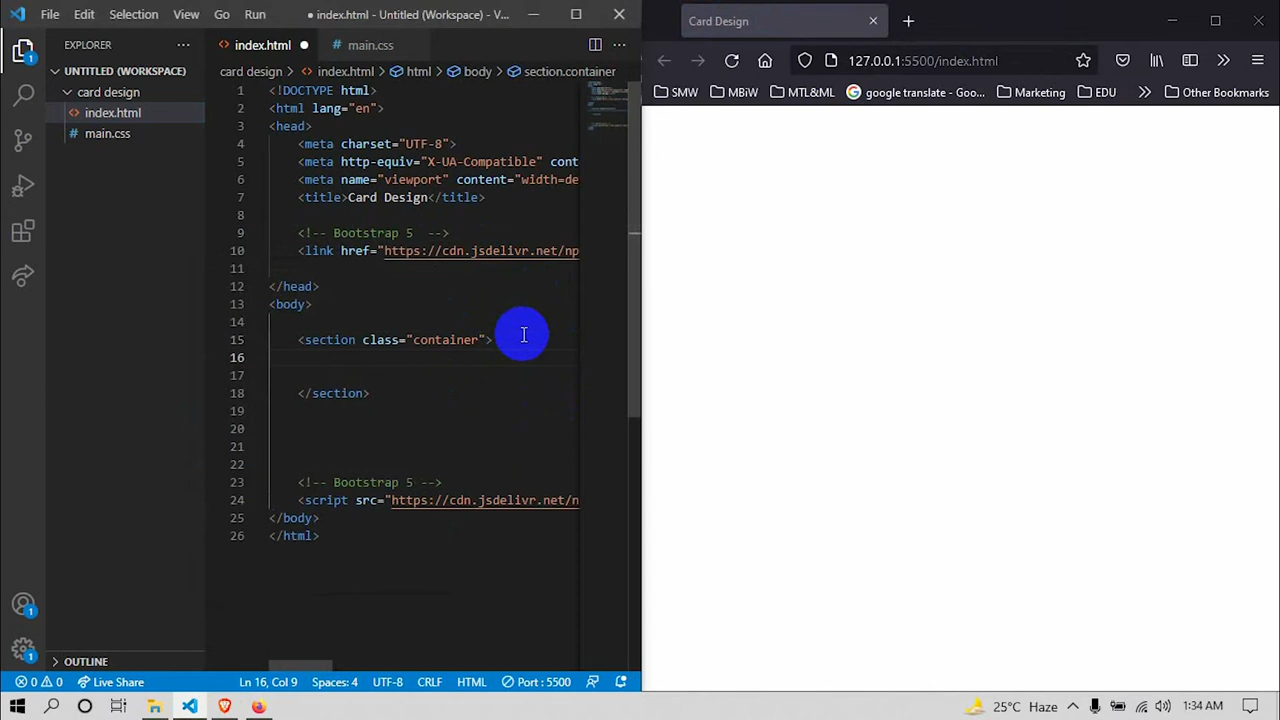 File Edit Selection View Go Run
● index.html - Untitled (Workspace) - V...
EXPLORER
UNTITLED (WORKSPACE)
card design
index.html
main.css
OUTLINE
index.html ●
main.css
card design > index.html > html > body > section.container
1 <!DOCTYPE html>
2 <html lang="en">
3 <head>
4 <meta charset="UTF-8">
5 <meta http-equiv="X-UA-Compatible" cont
6 <meta name="viewport" content="width=de
7 <title>Card Design</title>
8
9 <!-- Bootstrap 5  -->
10 <link href="https://cdn.jsdelivr.net/np
11
12 </head>
13 <body>
14
15 <section class="container">
16
17
18 </section>
19
20
21
22
23 <!-- Bootstrap 5 -->
24 <script src="https://cdn.jsdelivr.net/n
25 </body>
26 </html>
1
1
1
0 0 Live Share Ln 16, Col 9 Spaces: 4 UTF-8 CRLF HTML Port : 5500
Card Design
127.0.0.1:5500/index.html
SMW MBiW MTL&ML google translate - Goo... Marketing EDU Other Bookmarks
25°C Haze 1:34 AM